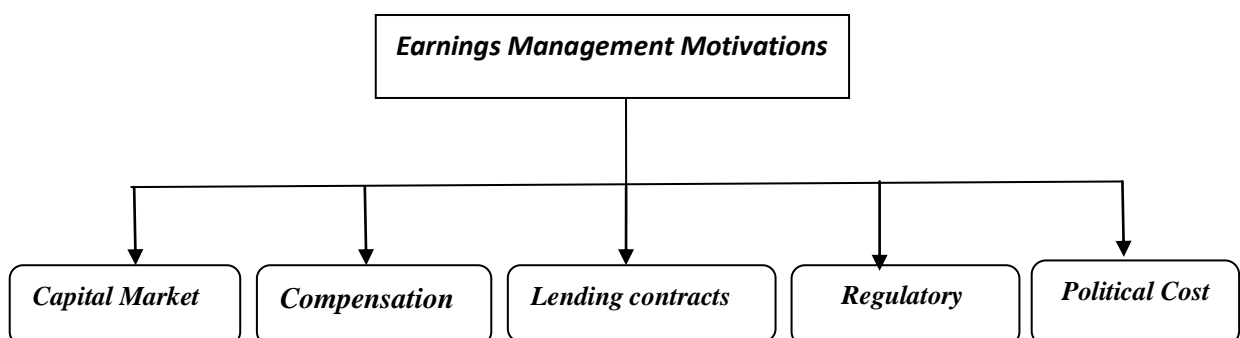 Earnings Management Motivations
Capital Market
Compensation
Lending contracts
Regulatory
Political Cost